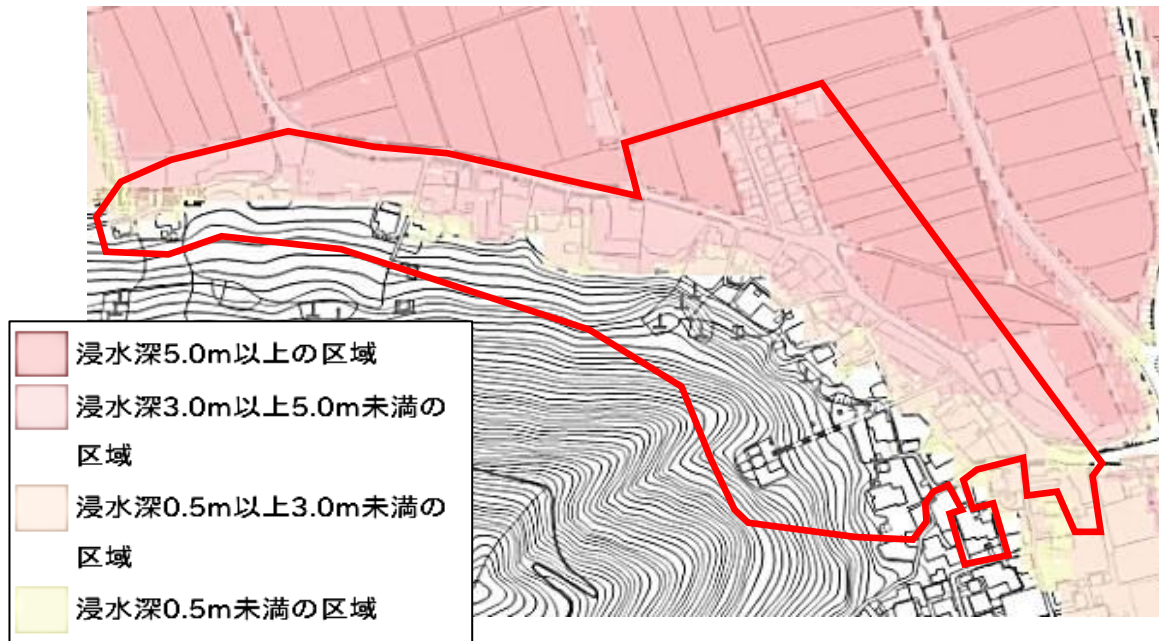 浸水深5.0m以上の区域
浸水深3.0m以上5.0m未満の
区域
浸水深0.5m以上3.0m未満の
区域
浸水深0.5m未満の区域